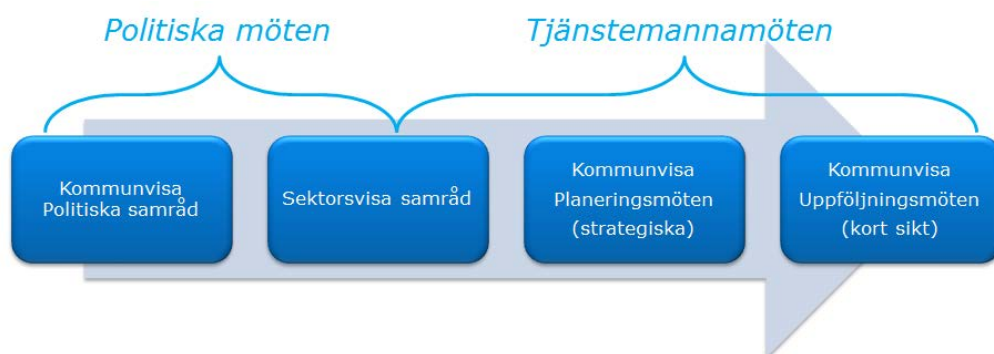 Politiska möten
Tjänstemannamöten
Kommunvisa
Politiska samråd
Sektorsvisa samråd
Kommunvisa
Planeringsmöten
(strategiska)
Kommunvisa
Uppföljningsmöten
(kort sikt)